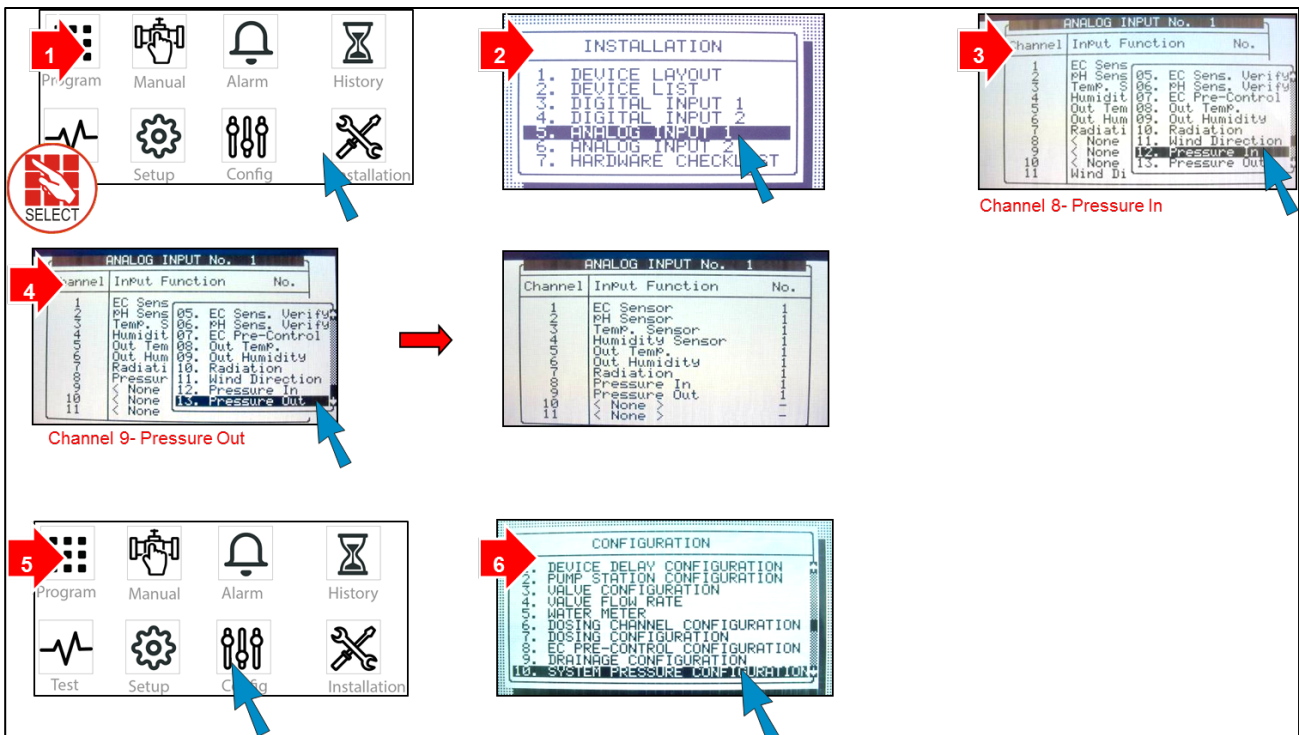 1
Program Manual Alarm History
Setup Config Installation
SELECT
2
INSTALLATION
1. DEVICE LAYOUT
2. DEVICE LIST
3. DIGITAL INPUT 1
4. DIGITAL INPUT 2
5. ANALOG INPUT 1
6. ANALOG INPUT 2
7. HARDWARE CHECKLIST
3
ANALOG INPUT No. 1
Channel Input Function No.
1 EC Sens
2 pH Sens 05. EC Sens. Verify
3 Temp. S 06. pH Sens. Verify
4 Humidit 07. EC Pre-Control
5 Out Tem 08. Out Temp.
6 Out Hum 09. Out Humidity
7 Radiati 10. Radiation
8 < None 11. Wind Direction
9 < None 12. Pressure In
10 < None 13. Pressure Out
11 Wind Di
Channel 8- Pressure In
4
ANALOG INPUT No. 1
Channel Input Function No.
1 EC Sens
2 pH Sens 05. EC Sens. Verify
3 Temp. S 06. pH Sens. Verify
4 Humidit 07. EC Pre-Control
5 Out Tem 08. Out Temp.
6 Out Hum 09. Out Humidity
7 Radiati 10. Radiation
8 Pressur 11. Wind Direction
9 < None 12. Pressure In
10 < None 13. Pressure Out
11 < None
Channel 9- Pressure Out
ANALOG INPUT No. 1
Channel Input Function No.
1 EC Sensor 1
2 pH Sensor 1
3 Temp. Sensor 1
4 Humidity Sensor 1
5 Out Temp. 1
6 Out Humidity 1
7 Radiation 1
8 Pressure In 1
9 Pressure Out 1
10 < None > -
11 < None > -
5
Program Manual Alarm History
Test Setup Config Installation
6
CONFIGURATION
1. DEVICE DELAY CONFIGURATION
2. PUMP STATION CONFIGURATION
3. VALVE CONFIGURATION
4. VALVE FLOW RATE
5. WATER METER
6. DOSING CHANNEL CONFIGURATION
7. DOSING CONFIGURATION
8. EC PRE-CONTROL CONFIGURATION
9. DRAINAGE CONFIGURATION
10. SYSTEM PRESSURE CONFIGURATION